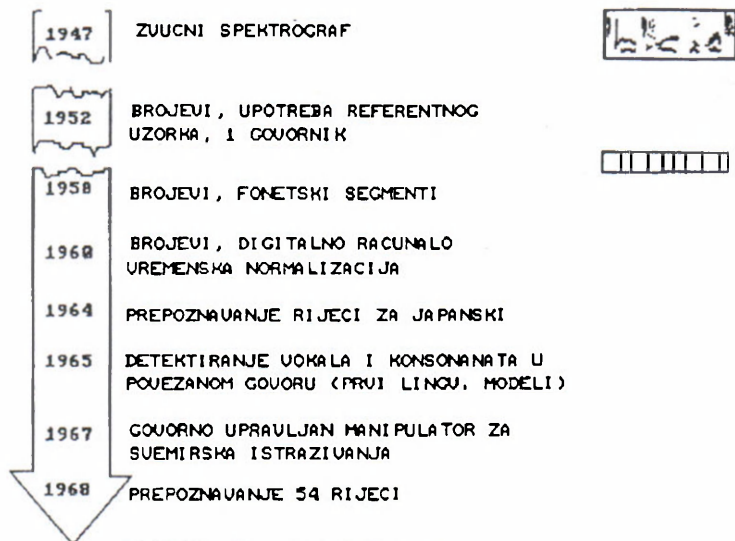 1947 ZVUCNI SPEKTROGRAF
1952 BROJEVI, UPOTREBA REFERENTNOG
UZORKA, 1 GOVORNIK
1958 BROJEVI, FONETSKI SEGMENTI
1960 BROJEVI, DIGITALNO RACUNALO
VREMENSKA NORMALIZACIJA
1964 PREPOZNAVANJE RIJECI ZA JAPANSKI
1965 DETEKTIRANJE VOKALA I KONSONANATA U
POVEZANOM GOVORU (PRVI LINGV. MODELI)
1967 GOVORNO UPRAVLJAN MANIPULATOR ZA
SVEMIRSKA ISTRAZIVANJA
1968 PREPOZNAVANJE 54 RIJECI